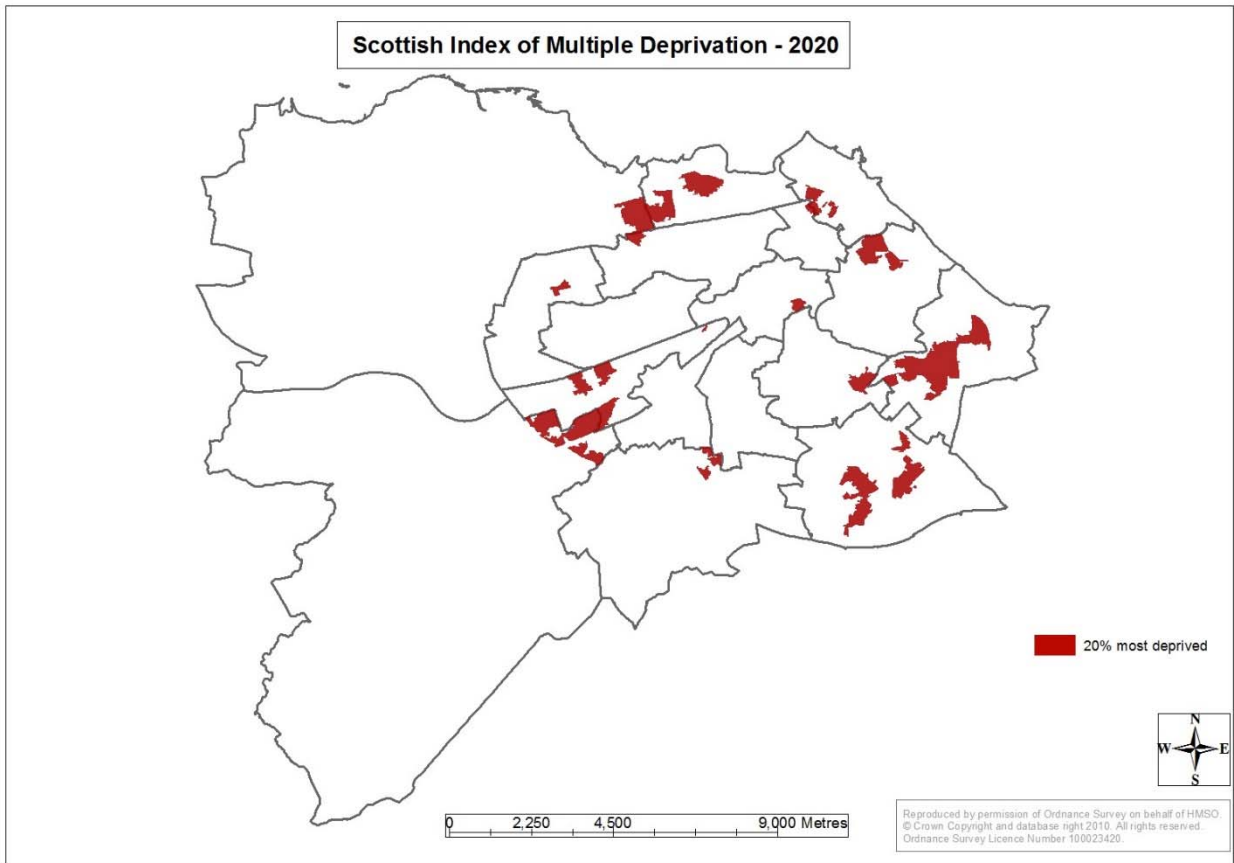 Scottish Index of Multiple Deprivation - 2020
20% most deprived
N
W E
S
0 2,250 4,500 9,000 Metres
Reproduced by permission of Ordnance Survey on behalf of HMSO.
© Crown Copyright and database right 2010. All rights reserved.
Ordnance Survey Licence Number 100023420.